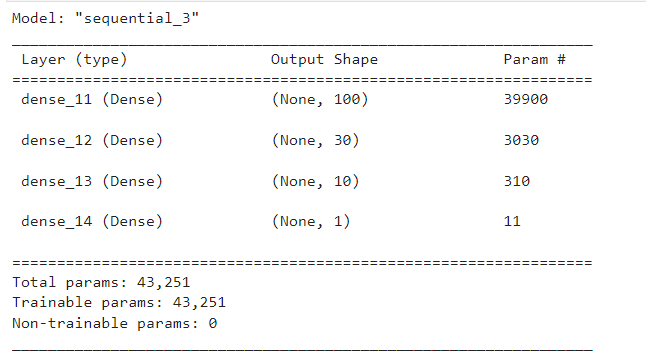 Model: "sequential_3"
Layer (type) Output Shape Param #
dense_11 (Dense) (None, 100) 39900
dense_12 (Dense) (None, 30) 3030
dense_13 (Dense) (None, 10) 310
dense_14 (Dense) (None, 1) 11
Total params: 43,251
Trainable params: 43,251
Non-trainable params: 0